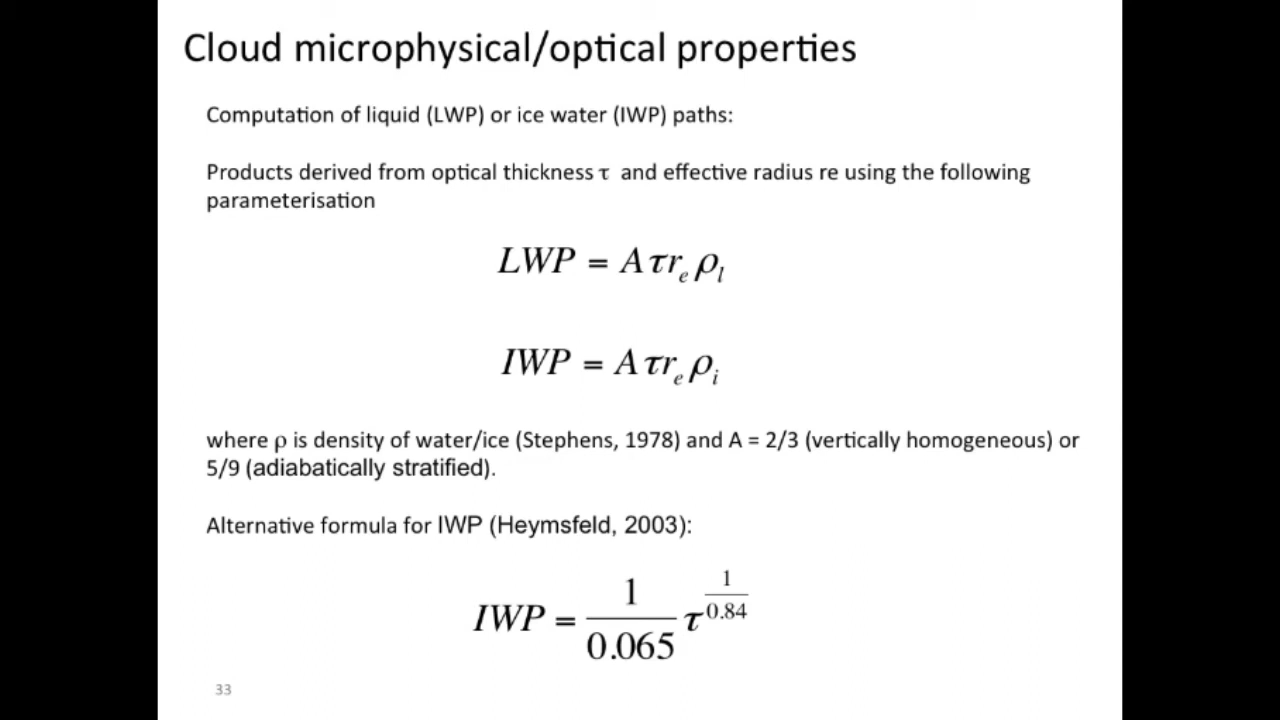 Cloud microphysical/optical properties
Computation of liquid (LWP) or ice water (IWP) paths:
Products derived from optical thickness τ and effective radius re using the following
parameterisation
LWP = A τ r_e ρ_l
IWP = A τ r_e ρ_i
where ρ is density of water/ice (Stephens, 1978) and A = 2/3 (vertically homogeneous) or
5/9 (adiabatically stratified).
Alternative formula for IWP (Heymsfeld, 2003):
IWP = 1/0.065 τ^(1/0.84)
33